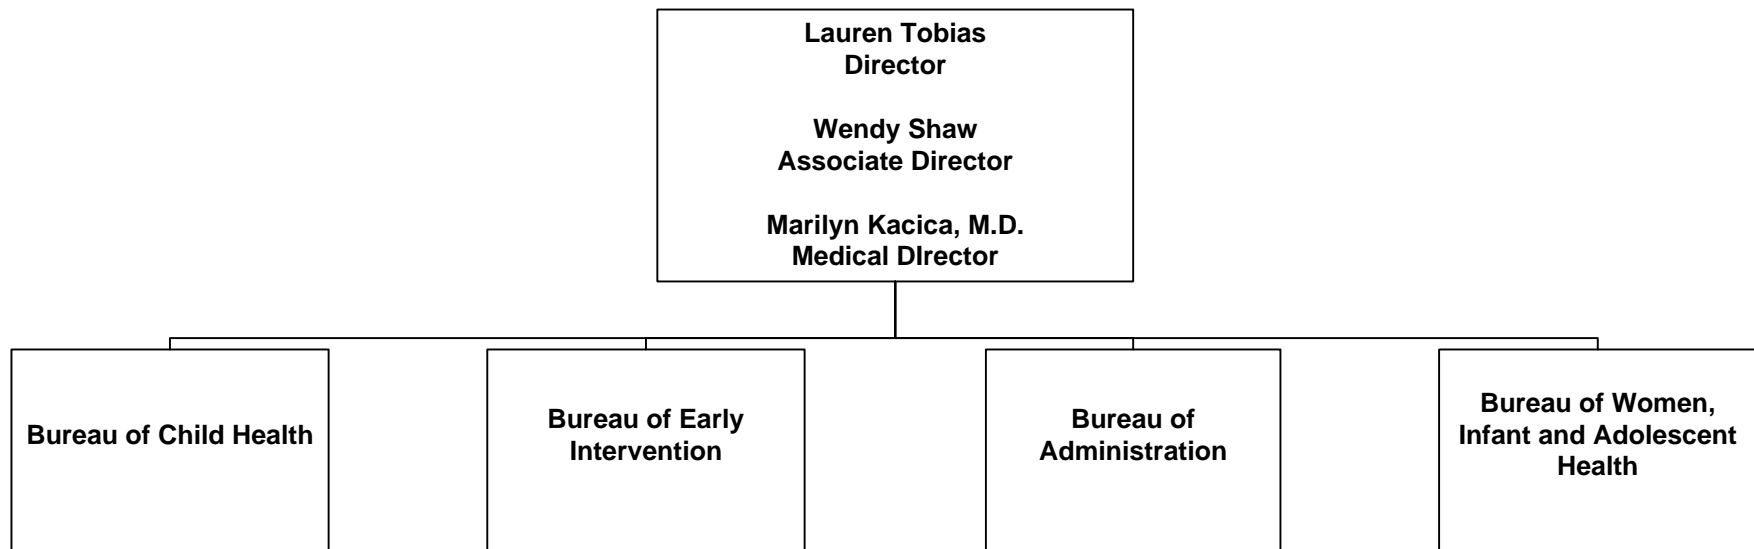 Lauren Tobias
Director
Wendy Shaw
Associate Director
Marilyn Kacica, M.D.
Medical DIrector
Bureau of Child Health
Bureau of Early
Intervention
Bureau of
Administration
Bureau of Women,
Infant and Adolescent
Health